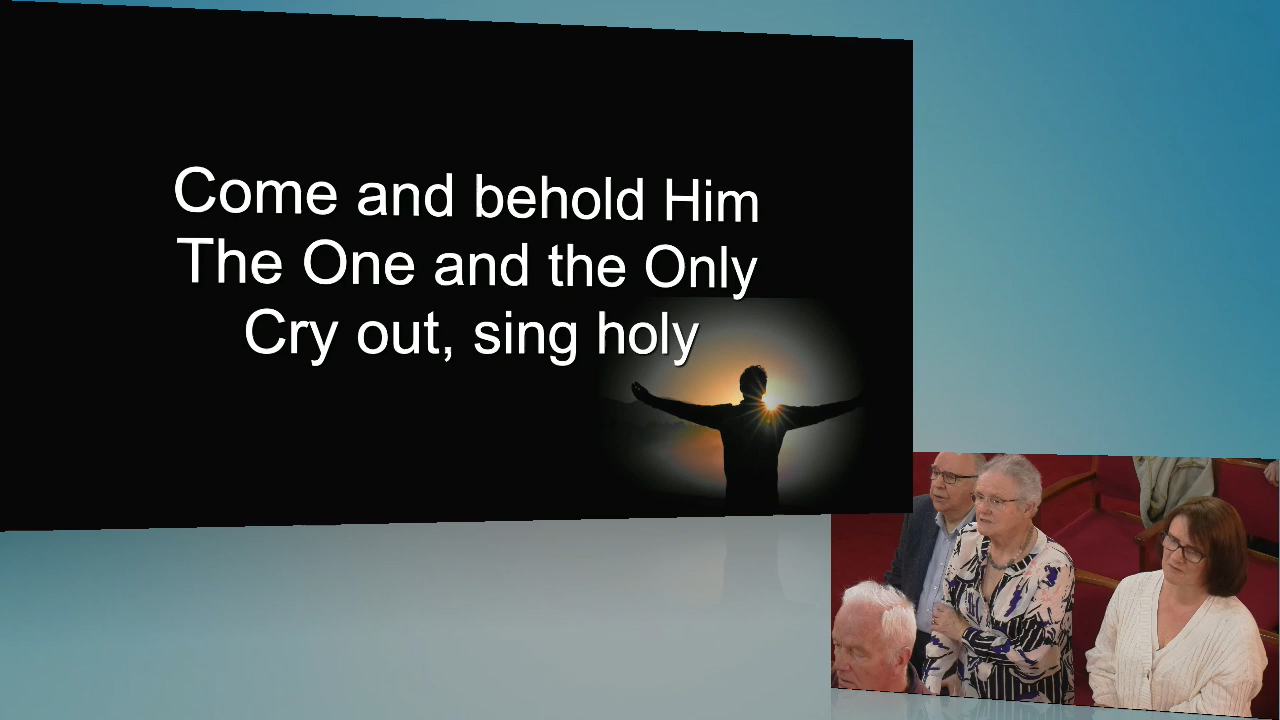 Come and behold Him
The One and the Only
Cry out, sing holy